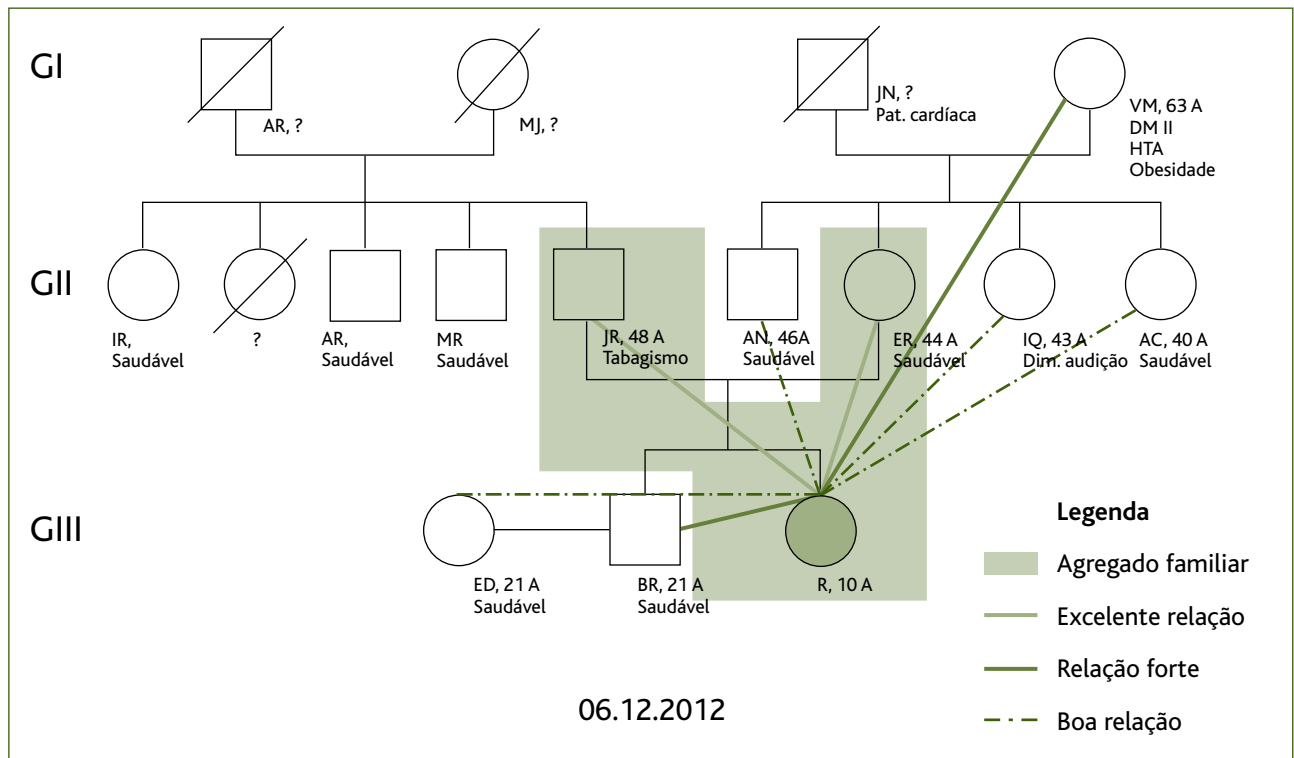 GI
AR, ?
MJ, ?
JN, ?
Pat. cardíaca
VM, 63 A
DM II
HTA
Obesidade
GII
IR,
Saudável
?
AR,
Saudável
MR
Saudável
JR, 48 A
Tabagismo
AN, 46A
Saudável
ER, 44 A
Saudável
IQ, 43 A
Dim. audição
AC, 40 A
Saudável
GIII
ED, 21 A
Saudável
BR, 21 A
Saudável
R, 10 A
Legenda
Agregado familiar
Excelente relação
Relação forte
Boa relação
06.12.2012